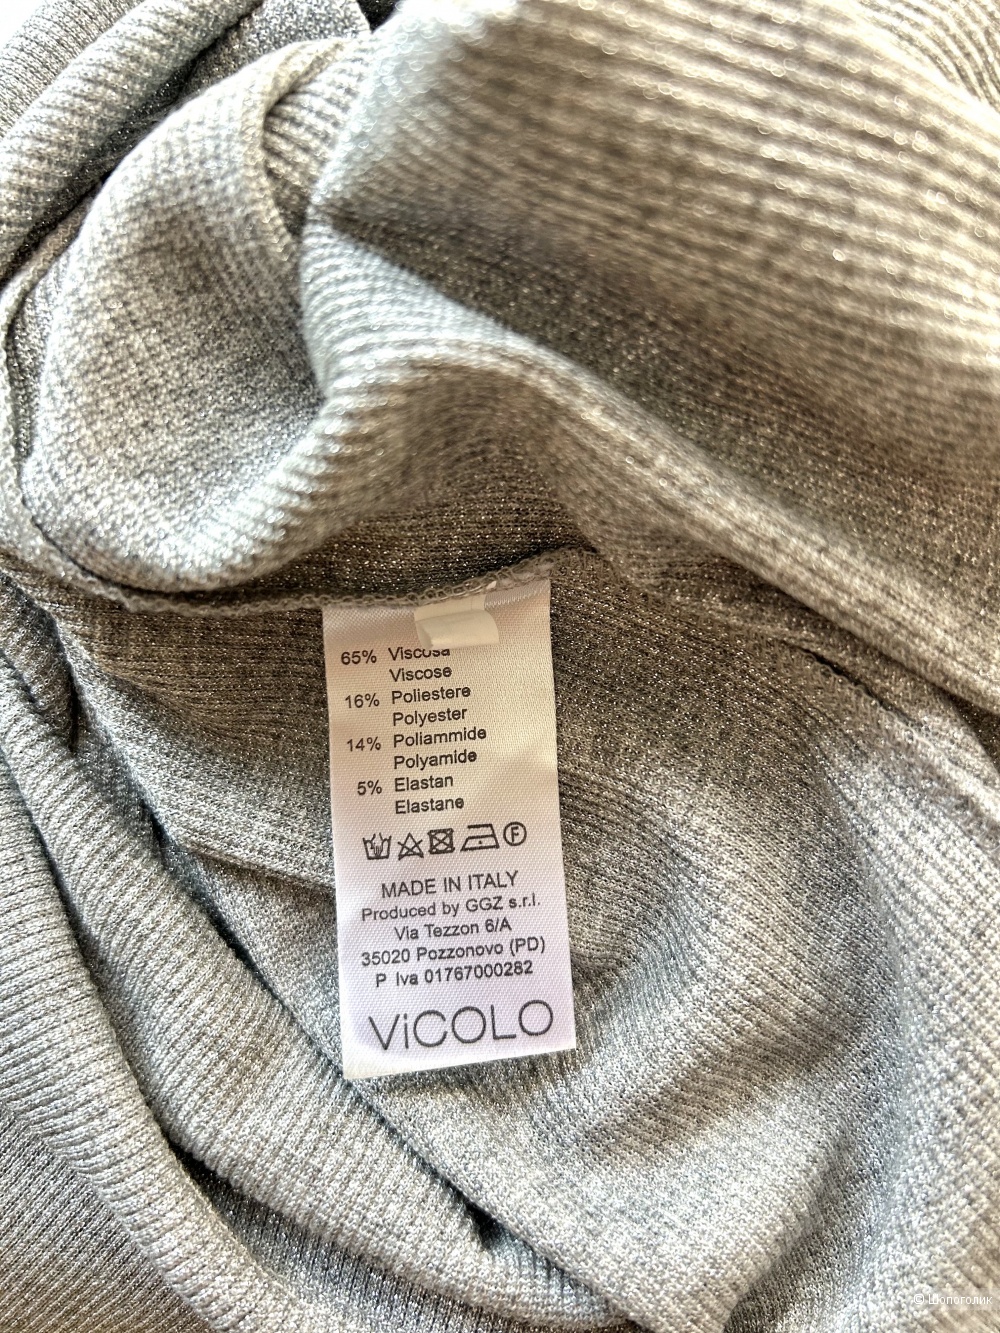 65% Viscosa
Viscose
16% Poliestere
Polyester
14% Poliammide
Polyamide
5% Elastan
Elastane
F
MADE IN ITALY
Produced by GGZ s.r.l.
Via Tezzon 6/A
35020 Pozzonovo (PD)
P Iva 01767000282
ViCOLO
© Шопоголик